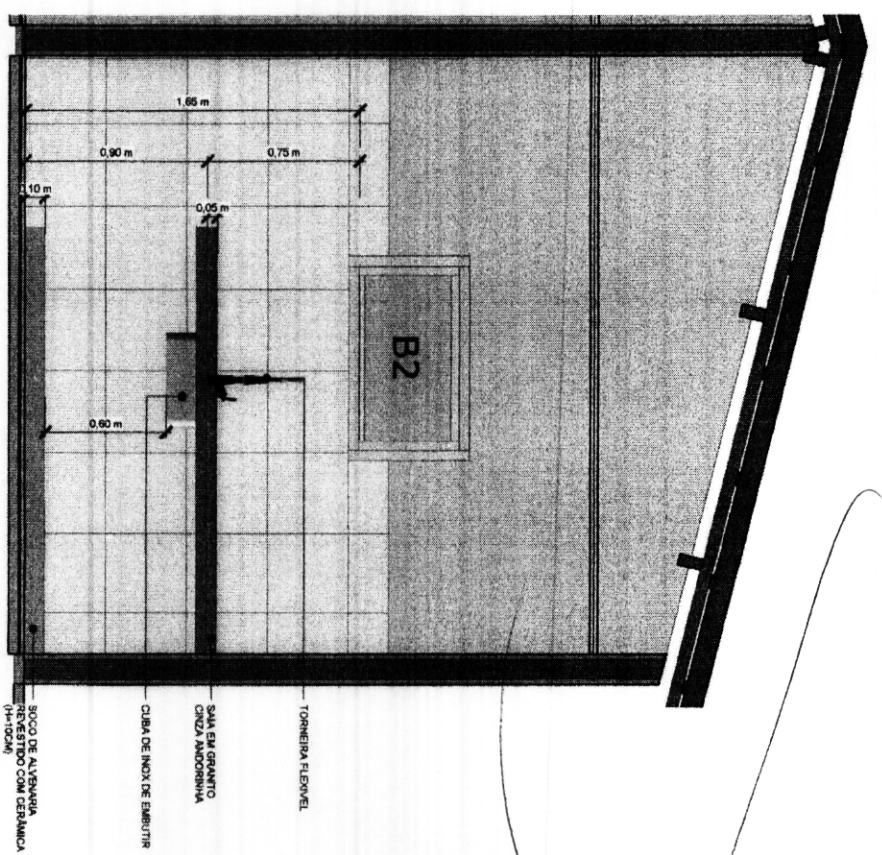 1,65 m
0,90 m
0,75 m
0,10 m
0,05 m
B2
0,60 m
TORNEIRA FLEXÍVEL
SAIA EM GRANITO
CINZA ANDORINHA
CUBA DE INOX DE EMBUTIR
SOCO DE ALVENARIA
REVESTIDO COM CERÂMICA
(H=10CM)